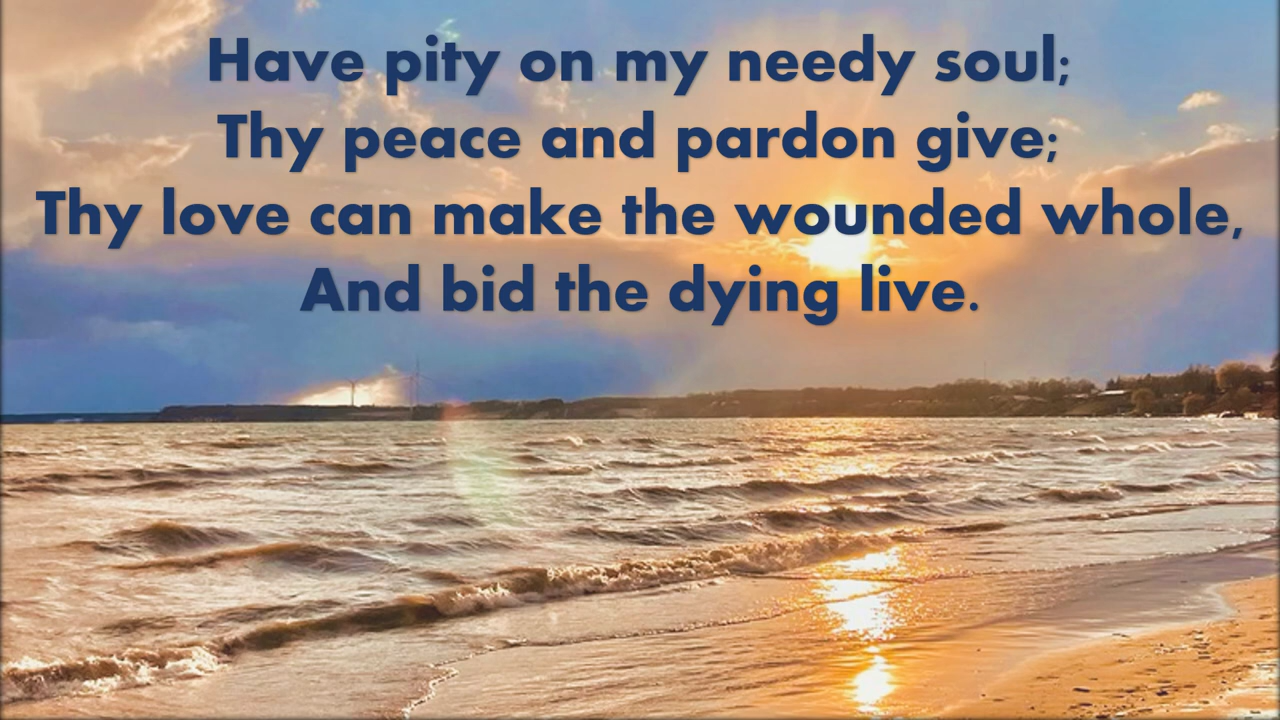 Have pity on my needy soul;
Thy peace and pardon give;
Thy love can make the wounded whole,
And bid the dying live.